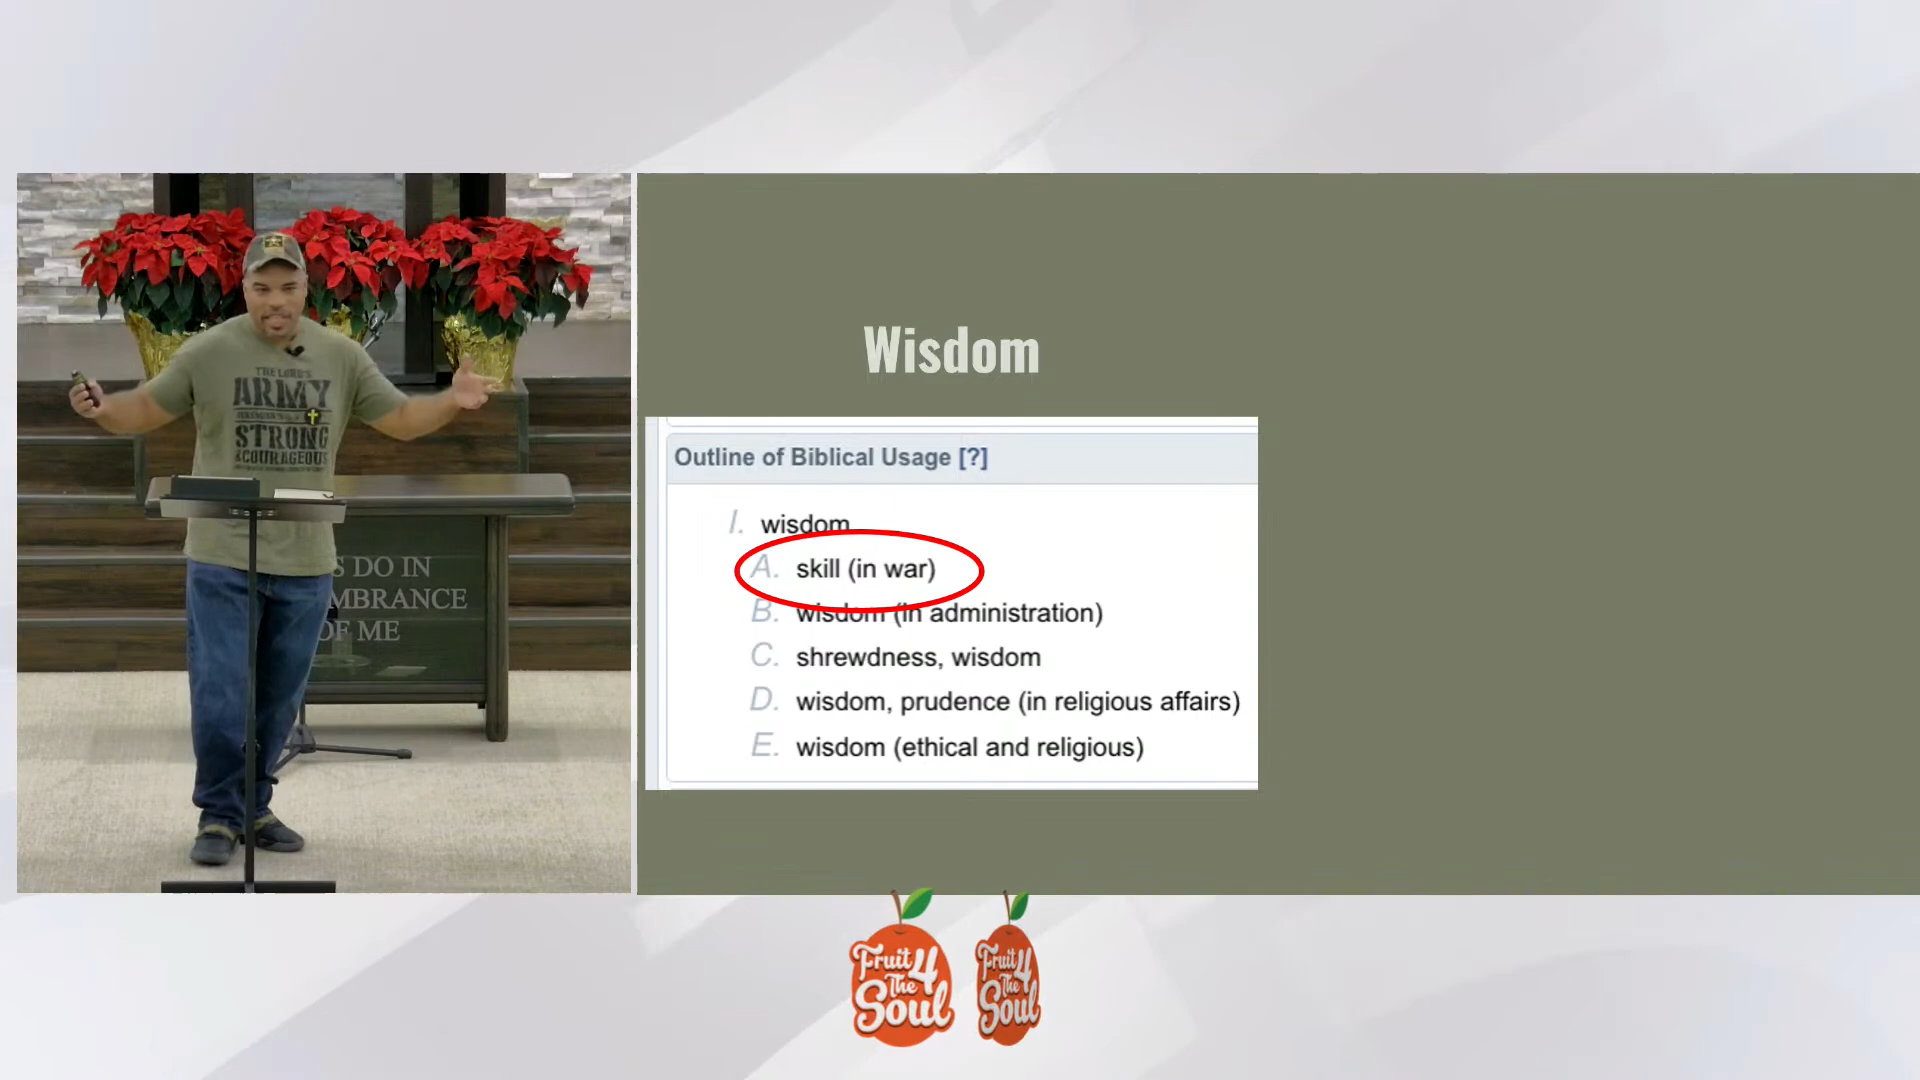 THE LORD'S
ARMY
STRONG
&COURAGEOUS
S DO IN
MBRANCE
OF ME
Wisdom
Outline of Biblical Usage [?]
I. wisdom
A. skill (in war)
B. wisdom (in administration)
C. shrewdness, wisdom
D. wisdom, prudence (in religious affairs)
E. wisdom (ethical and religious)
Fruit 4
The
Soul
Fruit 4
The
Soul